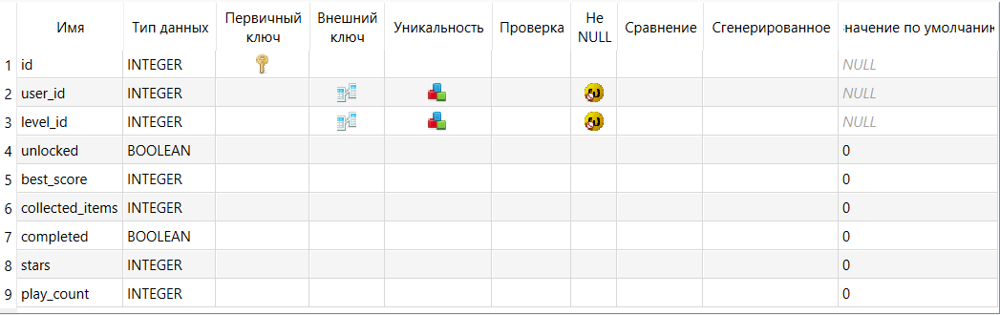 Имя Тип данных Первичный ключ Внешний ключ Уникальность Проверка Не NULL Сравнение Сгенерированное начение по умолчанию
1 id INTEGER NULL
2 user_id INTEGER NULL
3 level_id INTEGER NULL
4 unlocked BOOLEAN 0
5 best_score INTEGER 0
6 collected_items INTEGER 0
7 completed BOOLEAN 0
8 stars INTEGER 0
9 play_count INTEGER 0